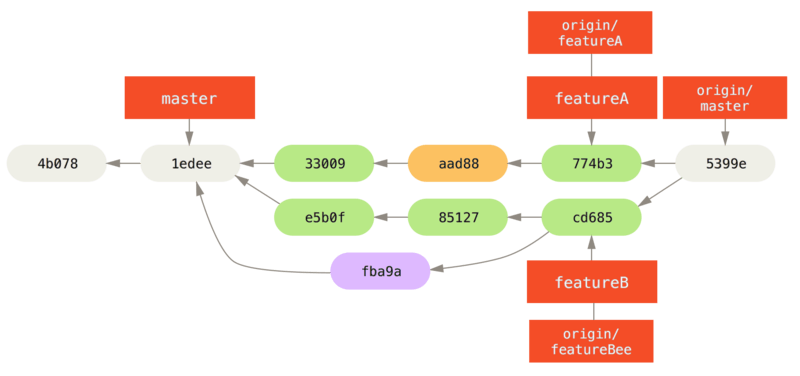 origin/
featureA
master
featureA
origin/
master
4b078
1edee
33009
aad88
774b3
5399e
e5b0f
85127
cd685
fba9a
featureB
origin/
featureBee